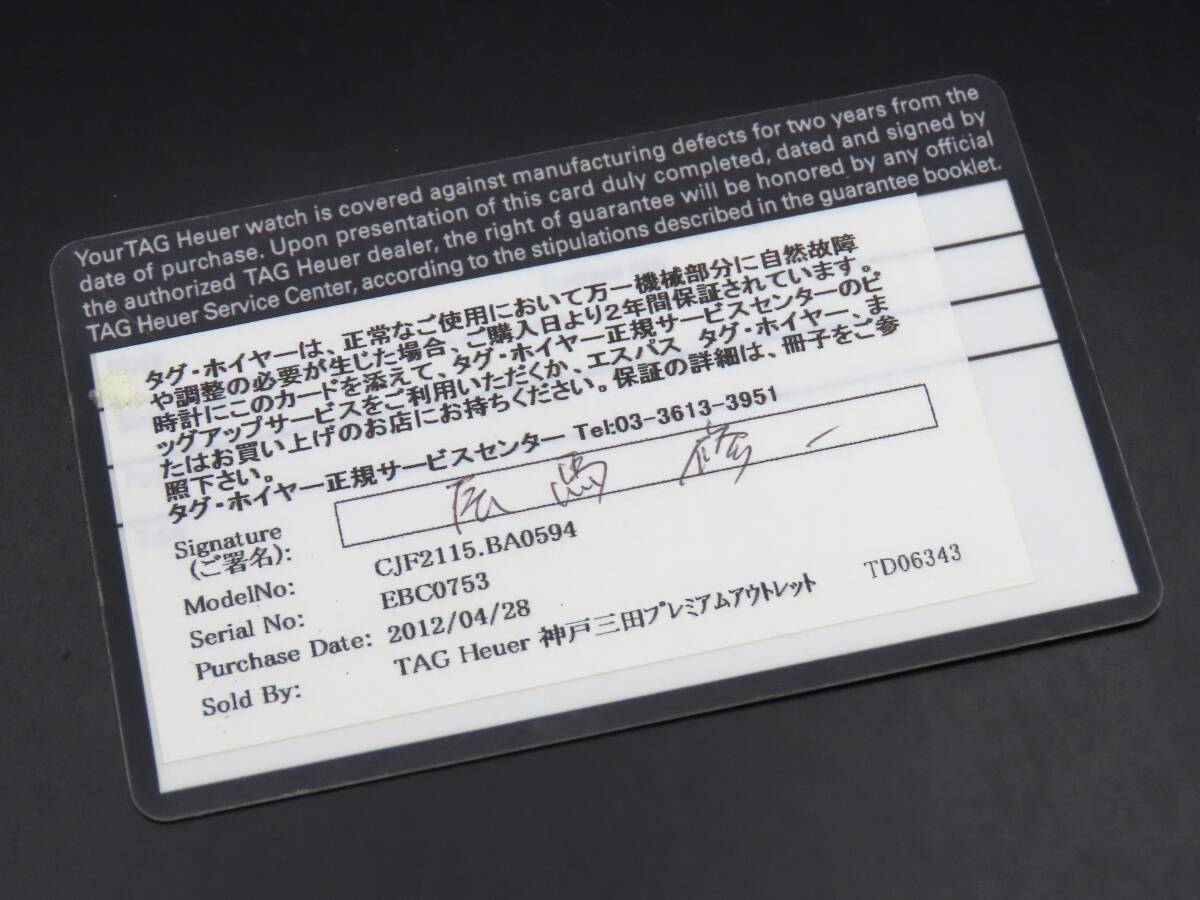 YourTAG Heuer watch is covered against manufacturing defects for two years from the
date of purchase. Upon presentation of this card duly completed, dated and signed by
the authorized TAG Heuer dealer, the right of guarantee will be honored by any official
TAG Heuer Service Center, according to the stipulations described in the guarantee booklet.
タグ・ホイヤーは、正常なご使用において万一機械部分に自然故障
や調整の必要が生じた場合、ご購入日より2年間保証されています。
時計にこのカードを添えて、タグ・ホイヤー正規サービスセンターのビ
ッグアップサービスをご利用いただくか、エスパス タグ・ホイヤー、ま
たはお買い上げのお店にお持ちください。保証の詳細は、冊子をご参
照下さい。
タグ・ホイヤー正規サービスセンター Tel:03-3613-3951
Signature
(ご署名):
ModelNo: CJF2115.BA0594
Serial No: EBC0753
Purchase Date: 2012/04/28
Sold By: TAG Heuer 神戸三田プレミアムアウトレット TD06343